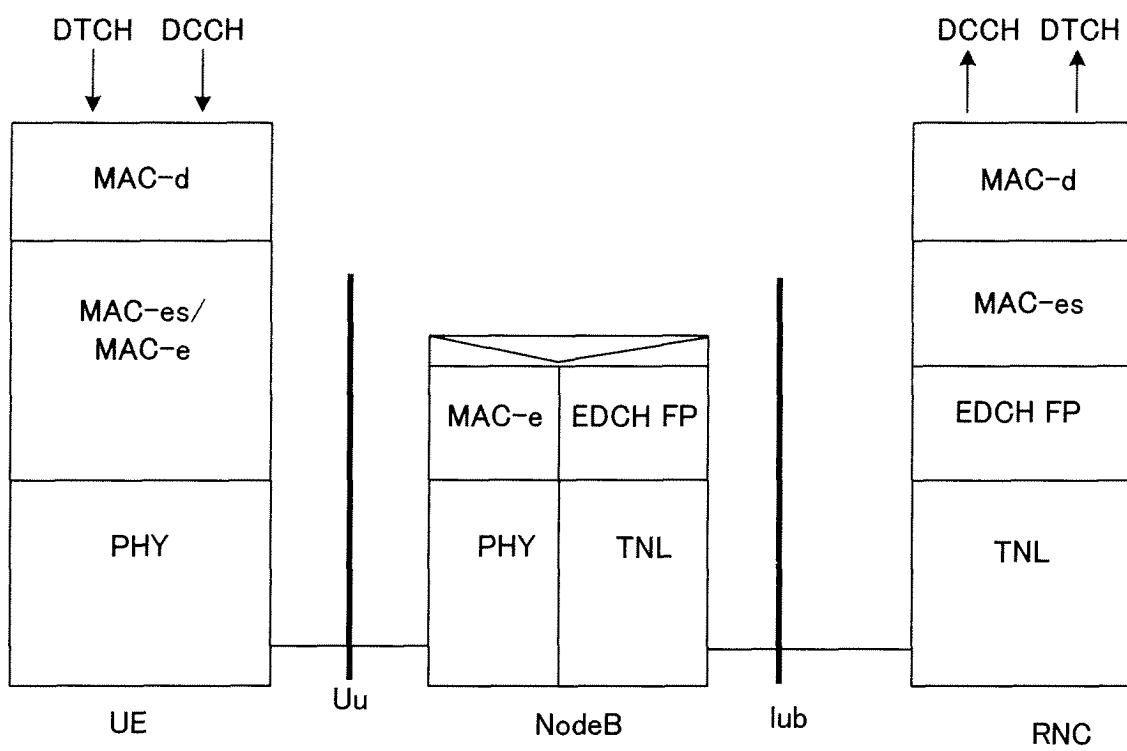 DTCH DCCH
DCCH DTCH
MAC-d
MAC-d
MAC-es/
MAC-e
MAC-es
MAC-e
EDCH FP
EDCH FP
PHY
PHY
TNL
TNL
Uu
Iub
UE
NodeB
RNC